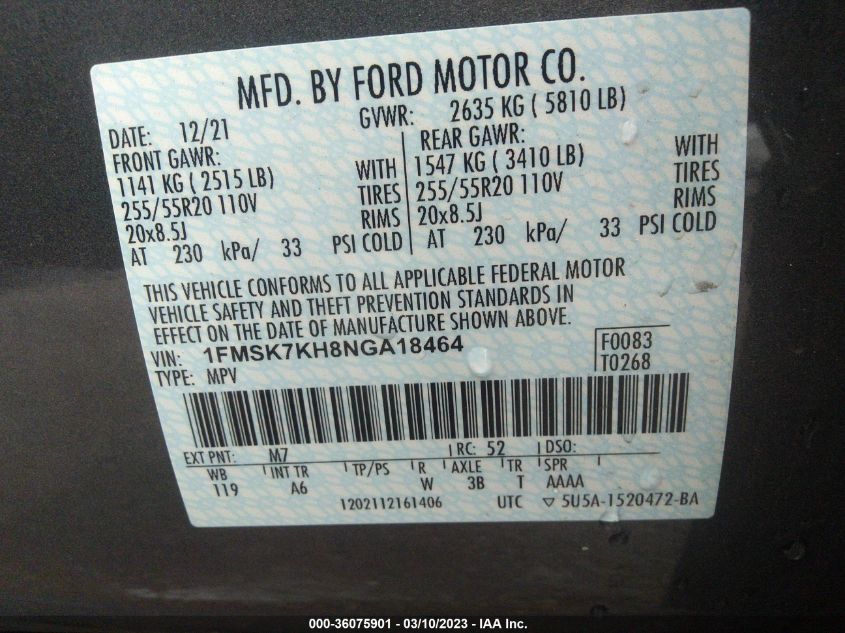 MFD. BY FORD MOTOR CO.
DATE: 12/21 GVWR: 2635 KG ( 5810 LB)
FRONT GAWR: REAR GAWR:
1141 KG ( 2515 LB) WITH 1547 KG ( 3410 LB) WITH
255/55R20 110V TIRES 255/55R20 110V TIRES
20x8.5J RIMS 20x8.5J RIMS
AT 230 kPa/ 33 PSI COLD AT 230 kPa/ 33 PSI COLD
THIS VEHICLE CONFORMS TO ALL APPLICABLE FEDERAL MOTOR
VEHICLE SAFETY AND THEFT PREVENTION STANDARDS IN
EFFECT ON THE DATE OF MANUFACTURE SHOWN ABOVE.
VIN: 1FMSK7KH8NGA18464 F0083
TYPE: MPV T0268
EXT PNT: M7 RC: 52 DSO:
WB INT TR TP/PS R AXLE TR SPR
119 A6 W 3B T AAAA
1202112161406 UTC ▽ 5U5A-1520472-BA
000-36075901 - 03/10/2023 - IAA Inc.